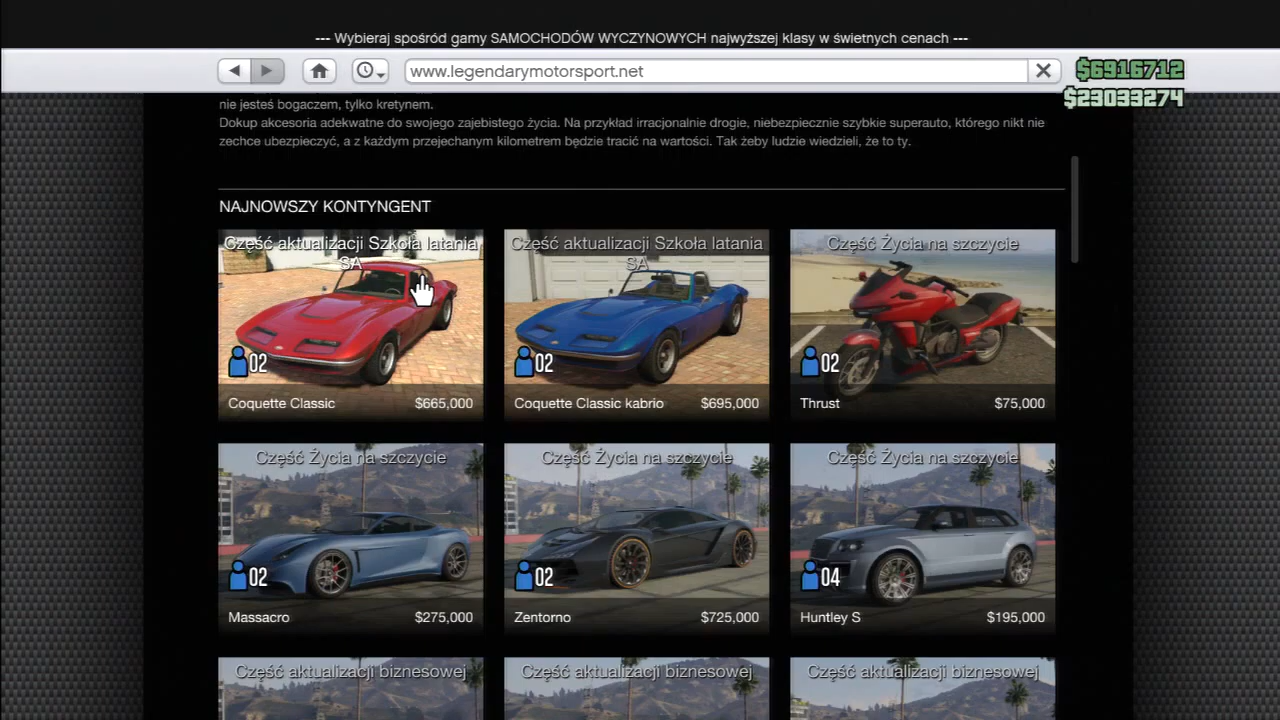 --- Wybieraj spośród gamy SAMOCHODÓW WYCZYNOWYCH najwyższej klasy w świetnych cenach ---
www.legendarymotorsport.net
$6916712
$23033274
nie jesteś bogaczem, tylko kretynem.
Dokup akcesoria adekwatne do swojego zajebistego życia. Na przykład irracjonalnie drogie, niebezpiecznie szybkie superauto, którego nikt nie
zechce ubezpieczyć, a z każdym przejechanym kilometrem będzie tracić na wartości. Tak żeby ludzie wiedzieli, że to ty.
NAJNOWSZY KONTYNGENT
Część aktualizacji Szkoła latania
SA
02
Coquette Classic $665,000
Część aktualizacji Szkoła latania
SA
02
Coquette Classic kabrio $695,000
Część Życia na szczycie
02
Thrust $75,000
Część Życia na szczycie
02
Massacro $275,000
Część Życia na szczycie
02
Zentorno $725,000
Część Życia na szczycie
04
Huntley S $195,000
Część aktualizacji biznesowej
Część aktualizacji biznesowej
Część aktualizacji biznesowej